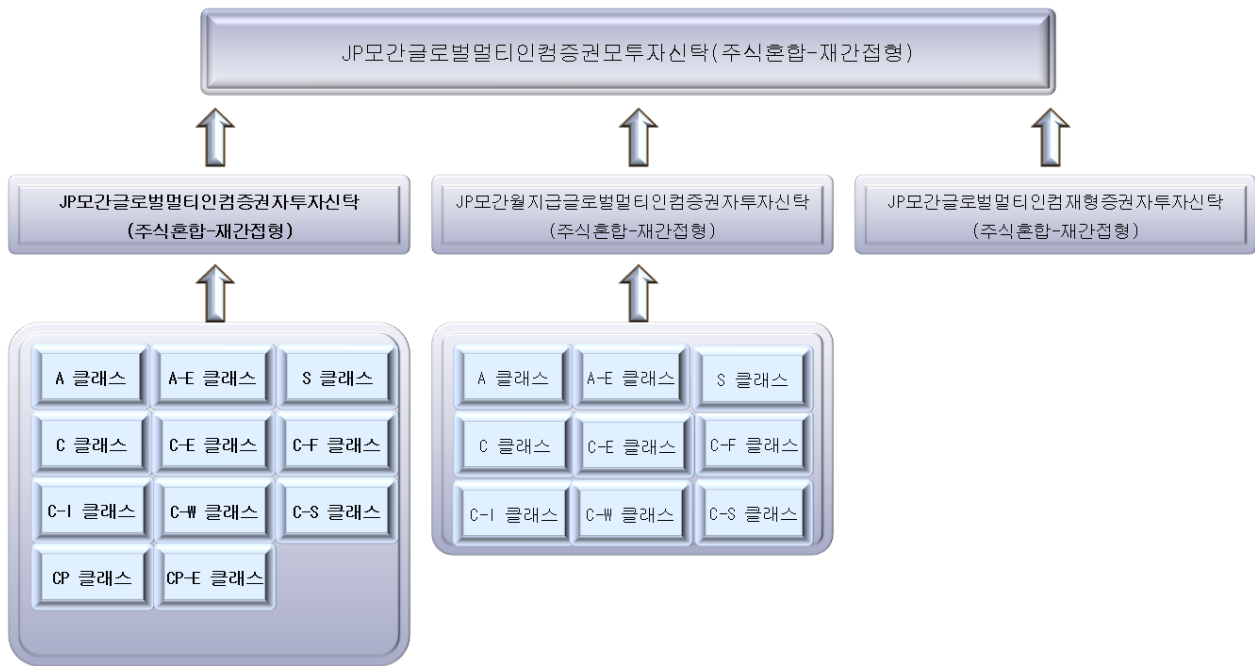 JP모간글로벌멀티인컴증권모투자신탁(주식혼합-재간접형)
JP모간글로벌멀티인컴증권자투자신탁
(주식혼합-재간접형)
JP모간월지급글로벌멀티인컴증권자투자신탁
(주식혼합-재간접형)
JP모간글로벌멀티인컴재형증권자투자신탁
(주식혼합-재간접형)
A 클래스
A-E 클래스
S 클래스
C 클래스
C-E 클래스
C-F 클래스
C-I 클래스
C-W 클래스
C-S 클래스
CP 클래스
CP-E 클래스
A 클래스
A-E 클래스
S 클래스
C 클래스
C-E 클래스
C-F 클래스
C-I 클래스
C-W 클래스
C-S 클래스